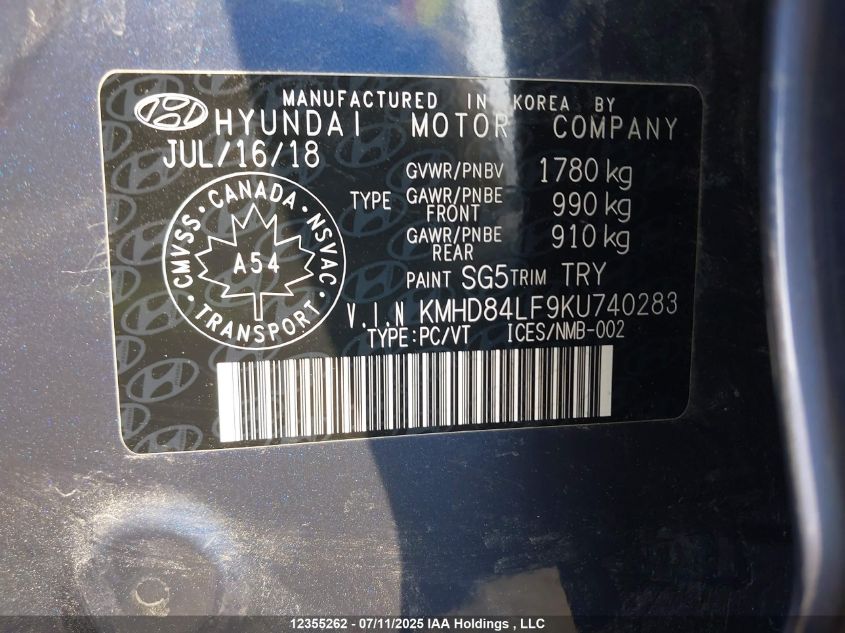 MANUFACTURED IN KOREA BY
HYUNDAI MOTOR COMPANY
JUL/16/18
GVWR/PNBV 1780 kg
TYPE GAWR/PNBE FRONT 990 kg
GAWR/PNBE REAR 910 kg
PAINT SG5 TRIM TRY
CANADA
CMVSS · NSVAC
A54
TRANSPORT
V.I.N KMHD84LF9KU740283
TYPE:PC/VT ICES/NMB-002
12355262 - 07/11/2025 IAA Holdings , LLC